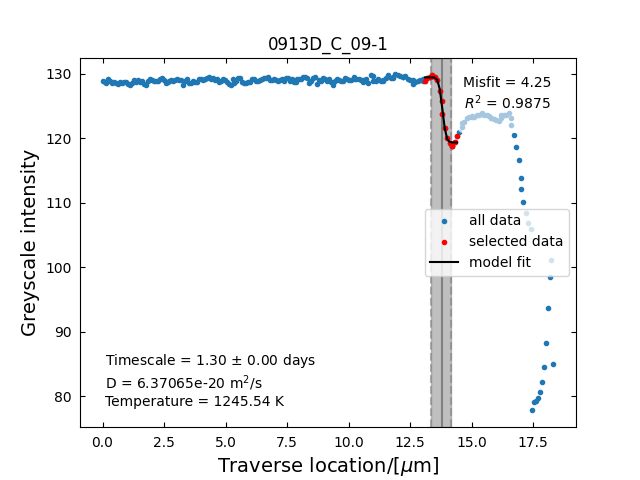 0913D_C_09-1
Misfit = 4.25
R² = 0.9875
130
120
110
100
90
80
Greyscale intensity
all data
selected data
model fit
Timescale = 1.30 ± 0.00 days
D = 6.37065e-20 m²/s
Temperature = 1245.54 K
0.0 2.5 5.0 7.5 10.0 12.5 15.0 17.5
Traverse location/[μm]